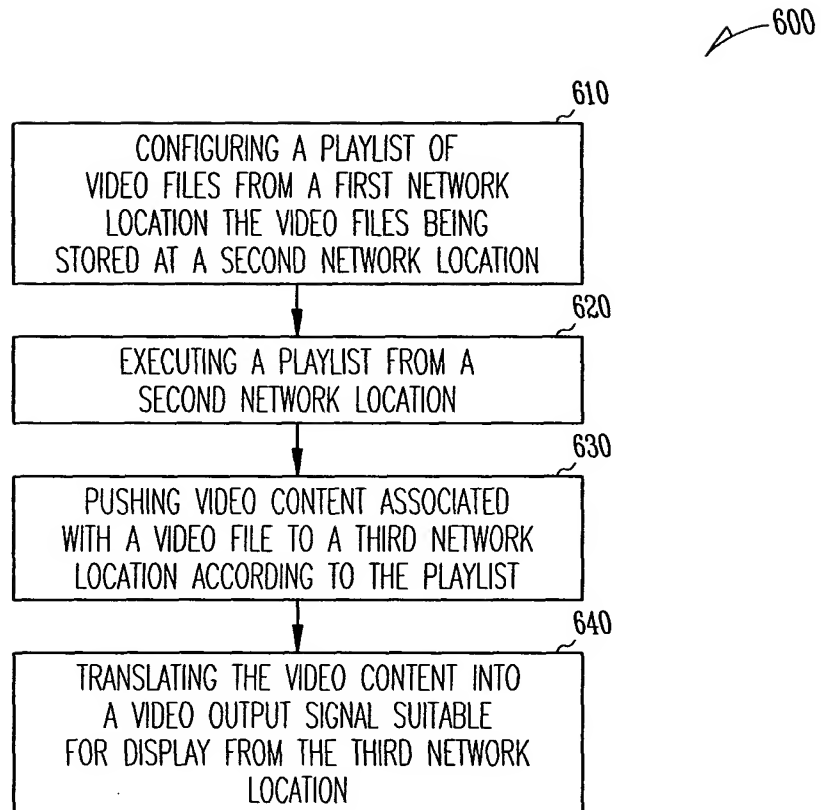 600
610
CONFIGURING A PLAYLIST OF
VIDEO FILES FROM A FIRST NETWORK
LOCATION THE VIDEO FILES BEING
STORED AT A SECOND NETWORK LOCATION
620
EXECUTING A PLAYLIST FROM A
SECOND NETWORK LOCATION
630
PUSHING VIDEO CONTENT ASSOCIATED
WITH A VIDEO FILE TO A THIRD NETWORK
LOCATION ACCORDING TO THE PLAYLIST
640
TRANSLATING THE VIDEO CONTENT INTO
A VIDEO OUTPUT SIGNAL SUITABLE
FOR DISPLAY FROM THE THIRD NETWORK
LOCATION